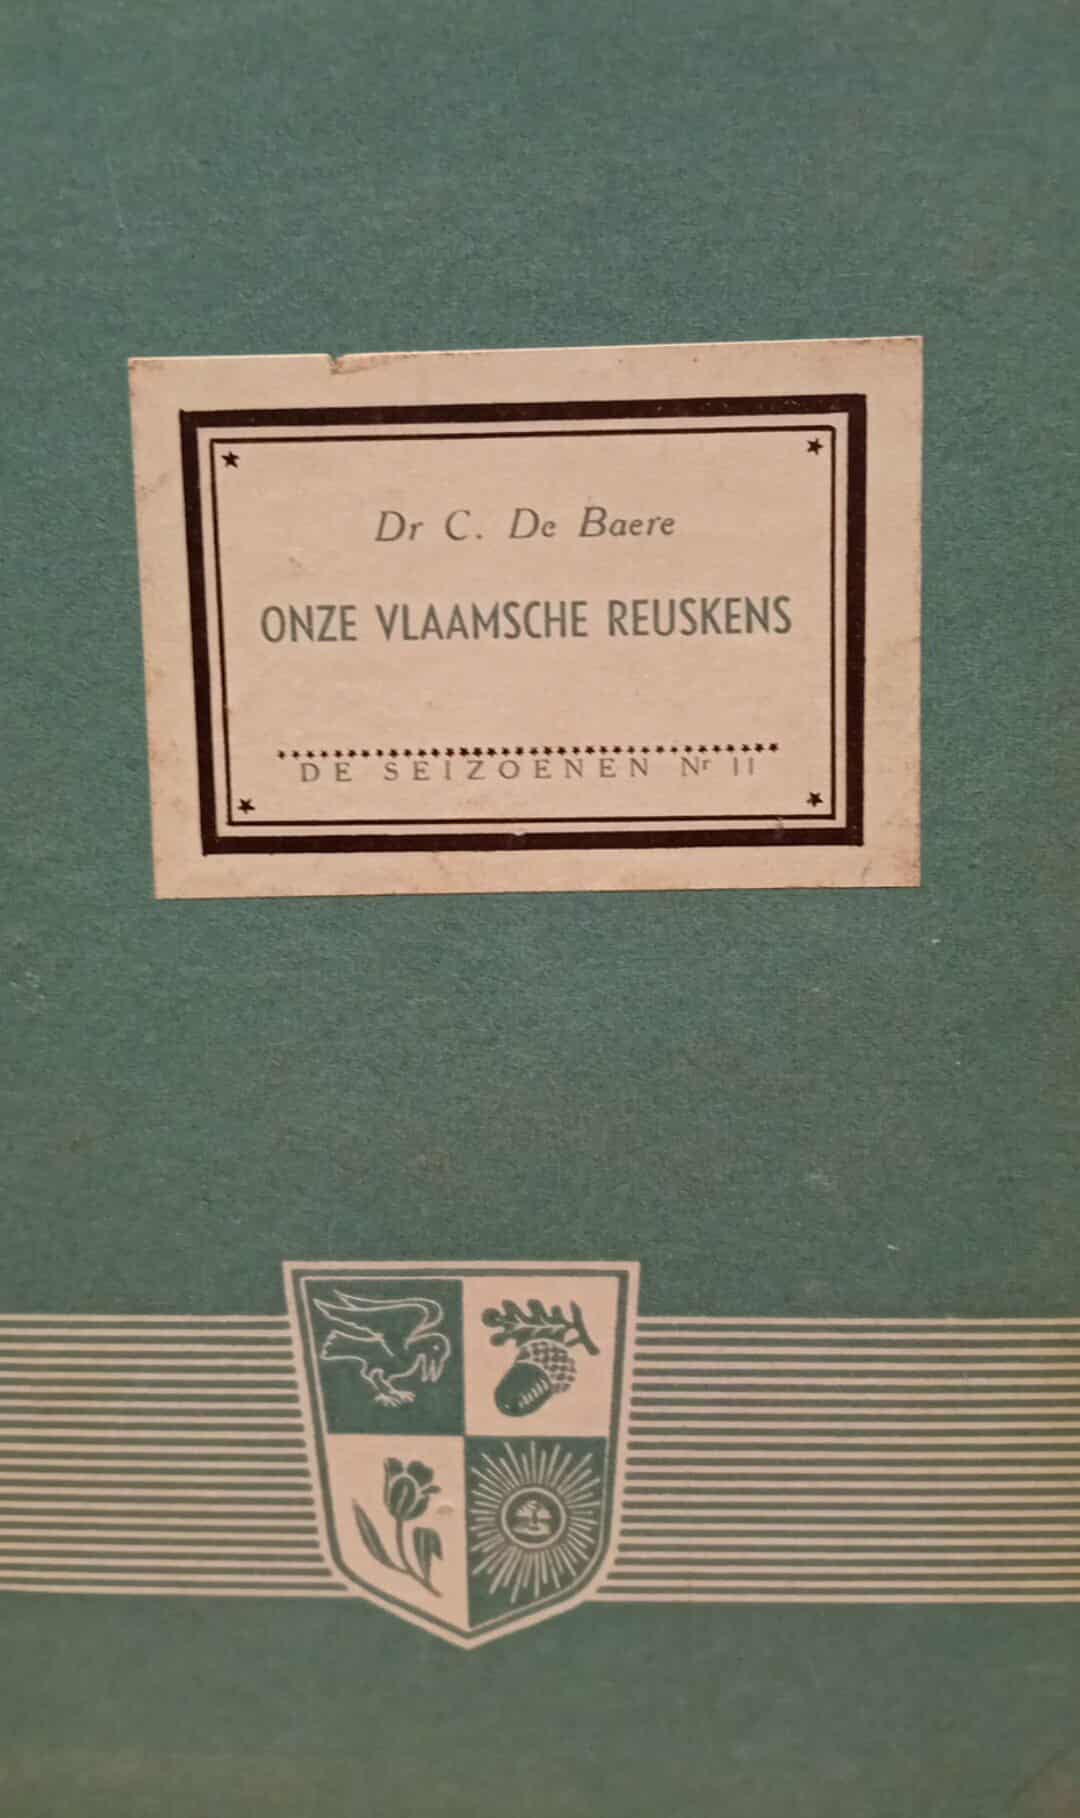 Dr C. De Baere
ONZE VLAAMSCHE REUSKENS
DE SEIZOENEN Nr 11